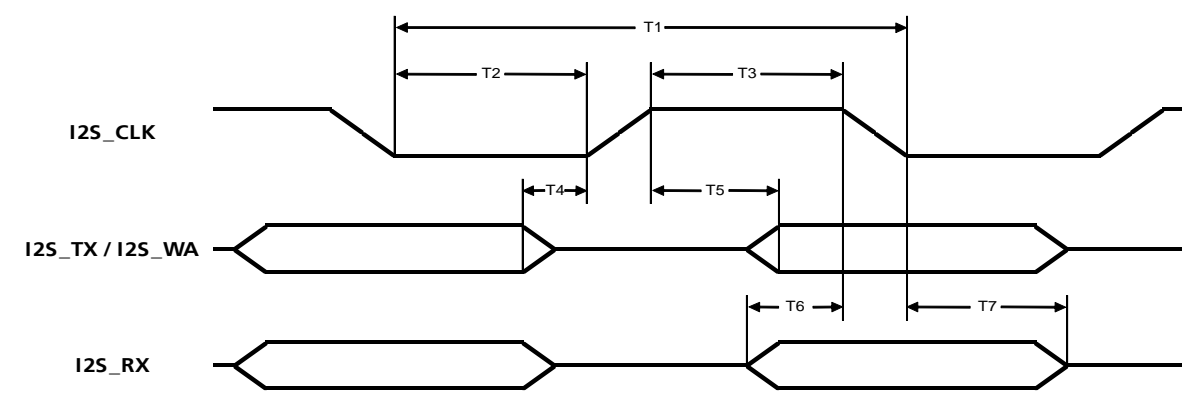 T1
T2
T3
I2S_CLK
T4
T5
I2S_TX / I2S_WA
T6
T7
I2S_RX